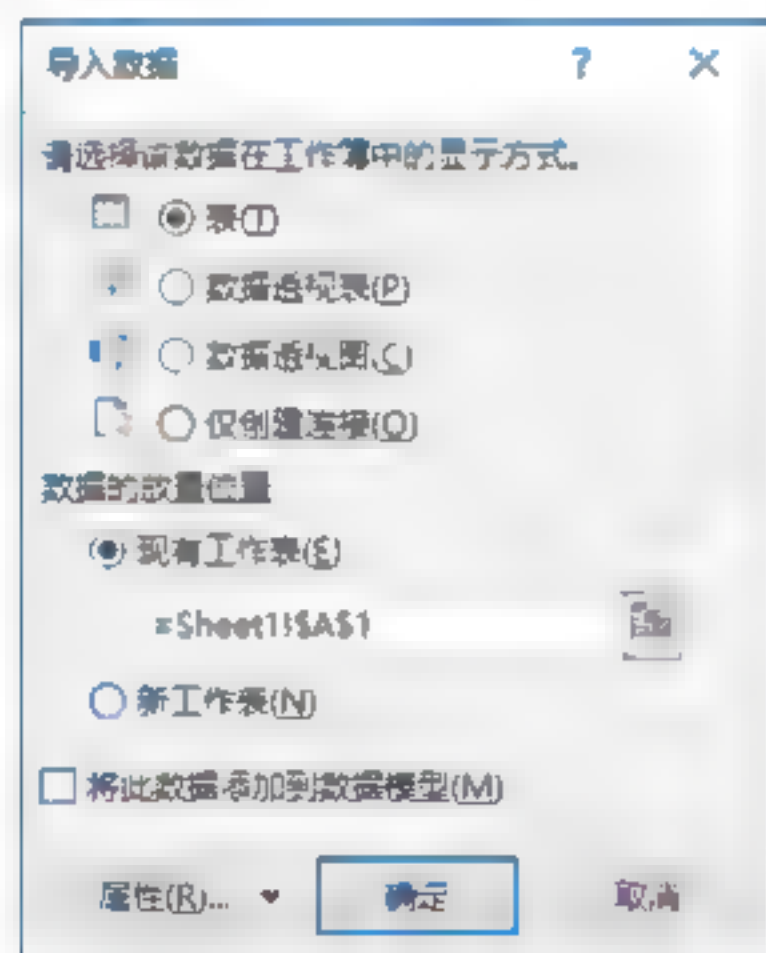 导入数据 ? ×
请选择该数据在工作簿中的显示方式。
表(T)
数据透视表(P)
数据透视图(C)
仅创建连接(O)
数据的放置位置
现有工作表(E)
=Sheet1!$A$1
新工作表(N)
将此数据添加到数据模型(M)
属性(R)... 确定 取消